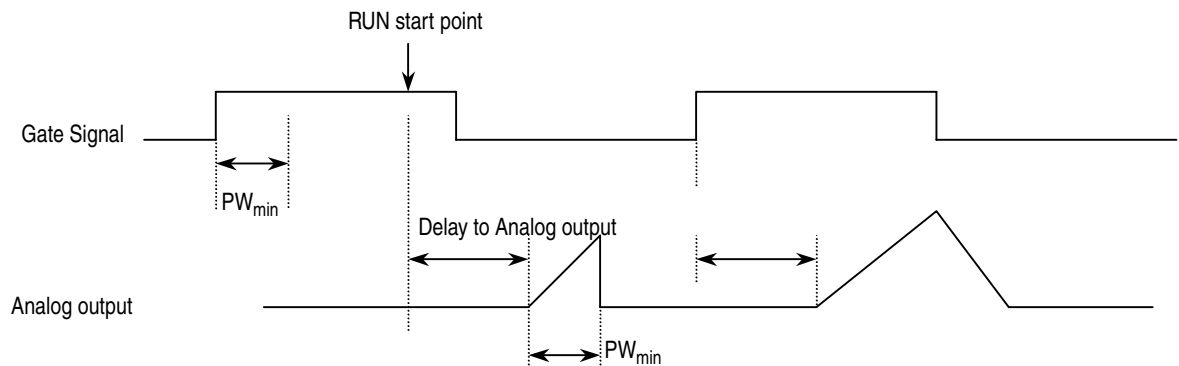 RUN start point
Gate Signal
PWmin
Delay to Analog output
Analog output
PWmin